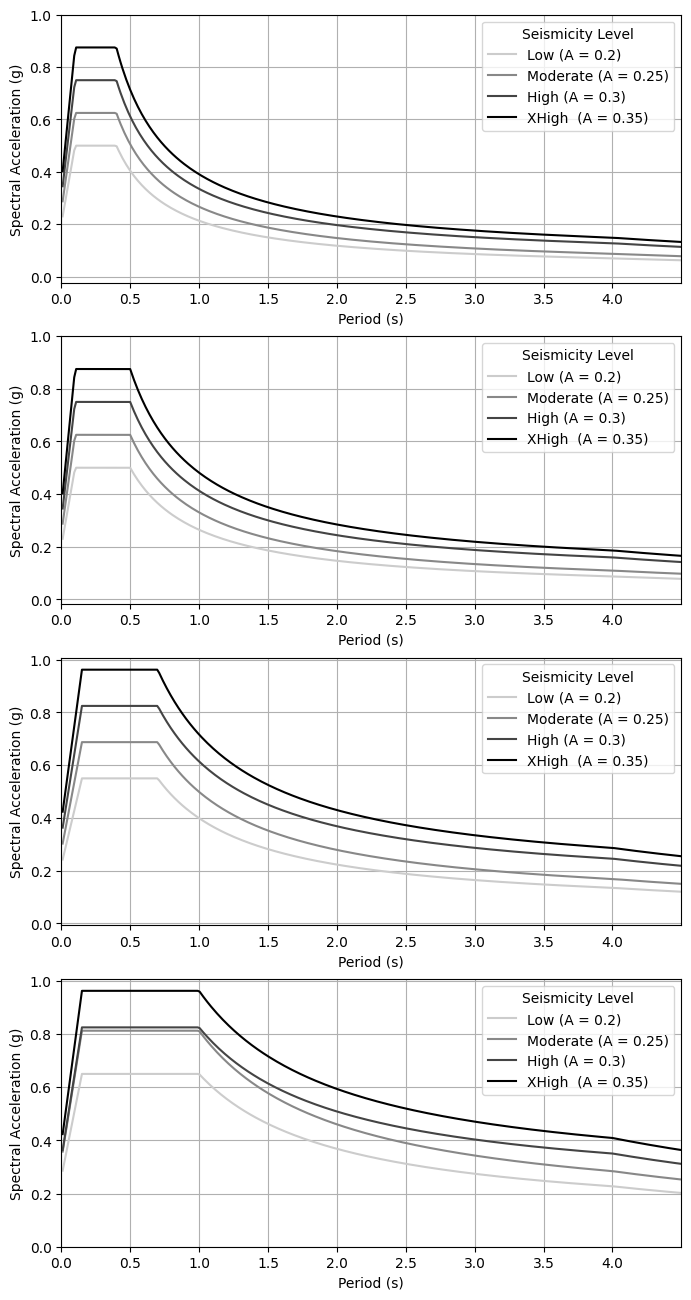 1.0
0.8
0.6
0.4
0.2
0.0
Spectral Acceleration (g)
Seismicity Level
Low (A = 0.2)
Moderate (A = 0.25)
High (A = 0.3)
XHigh  (A = 0.35)
0.0 0.5 1.0 1.5 2.0 2.5 3.0 3.5 4.0
Period (s)
1.0
0.8
0.6
0.4
0.2
0.0
Spectral Acceleration (g)
Seismicity Level
Low (A = 0.2)
Moderate (A = 0.25)
High (A = 0.3)
XHigh  (A = 0.35)
0.0 0.5 1.0 1.5 2.0 2.5 3.0 3.5 4.0
Period (s)
1.0
0.8
0.6
0.4
0.2
0.0
Spectral Acceleration (g)
Seismicity Level
Low (A = 0.2)
Moderate (A = 0.25)
High (A = 0.3)
XHigh  (A = 0.35)
0.0 0.5 1.0 1.5 2.0 2.5 3.0 3.5 4.0
Period (s)
1.0
0.8
0.6
0.4
0.2
0.0
Spectral Acceleration (g)
Seismicity Level
Low (A = 0.2)
Moderate (A = 0.25)
High (A = 0.3)
XHigh  (A = 0.35)
0.0 0.5 1.0 1.5 2.0 2.5 3.0 3.5 4.0
Period (s)